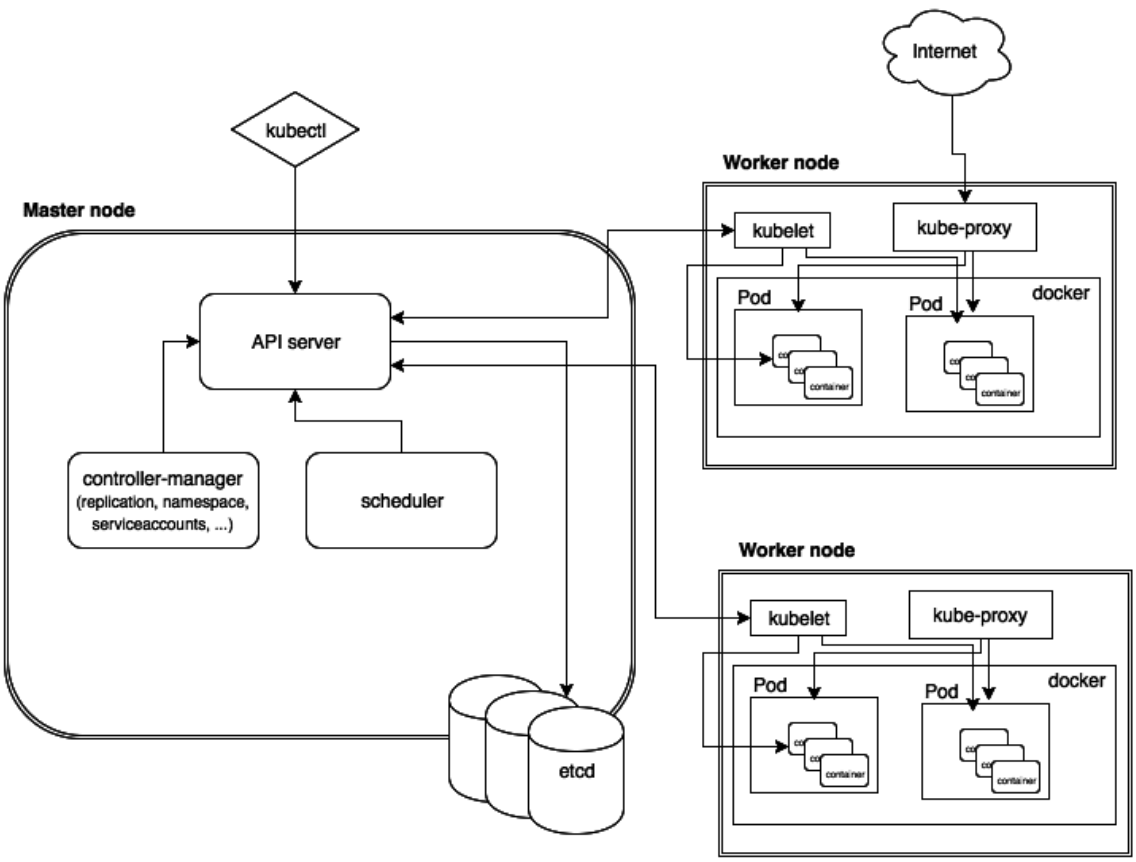 Internet
kubectl
Worker node
Master node
kubelet
kube-proxy
docker
Pod
Pod
API server
co
co
container
co
co
container
controller-manager
(replication, namespace,
serviceaccounts, ...)
scheduler
Worker node
kubelet
kube-proxy
docker
Pod
Pod
co
co
container
co
co
container
etcd